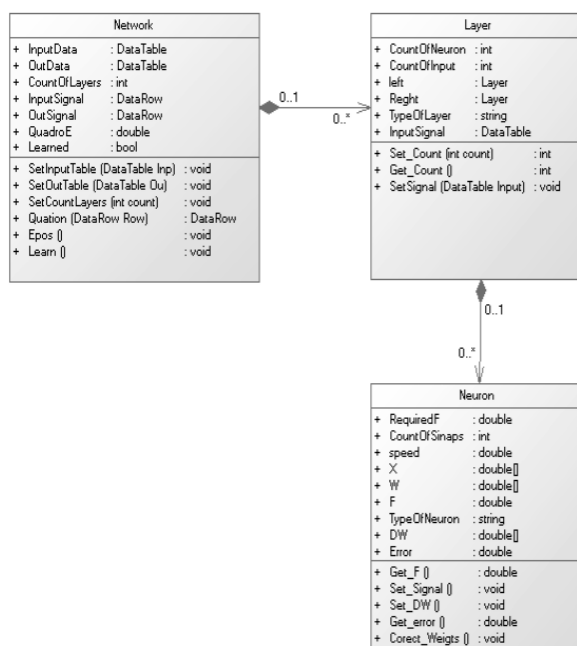 Network
+ InputData : DataTable
+ OutData : DataTable
+ CountOfLayers : int
+ InputSignal : DataRow
+ OutSignal : DataRow
+ QuadroE : double
+ Learned : bool
+ SetInputTable (DataTable Inp) : void
+ SetOutTable (DataTable Ou) : void
+ SetCountLayers (int count) : void
+ Quation (DataRow Row) : DataRow
+ Epos () : void
+ Learn () : void
0..1
0..*
Layer
+ CountOfNeuron : int
+ CountOfInput : int
+ left : Layer
+ Reght : Layer
+ TypeOfLayer : string
+ InputSignal : DataTable
+ Set_Count (int count) : int
+ Get_Count () : int
+ SetSignal (DataTable Input) : void
0..1
0..*
Neuron
+ RequiredF : double
+ CountOfSinaps : int
+ speed : double
+ X : double[]
+ W : double[]
+ F : double
+ TypeOfNeuron : string
+ DW : double[]
+ Error : double
+ Get_F () : double
+ Set_Signal () : void
+ Set_DW () : void
+ Get_error () : double
+ Corect_Weigts () : void